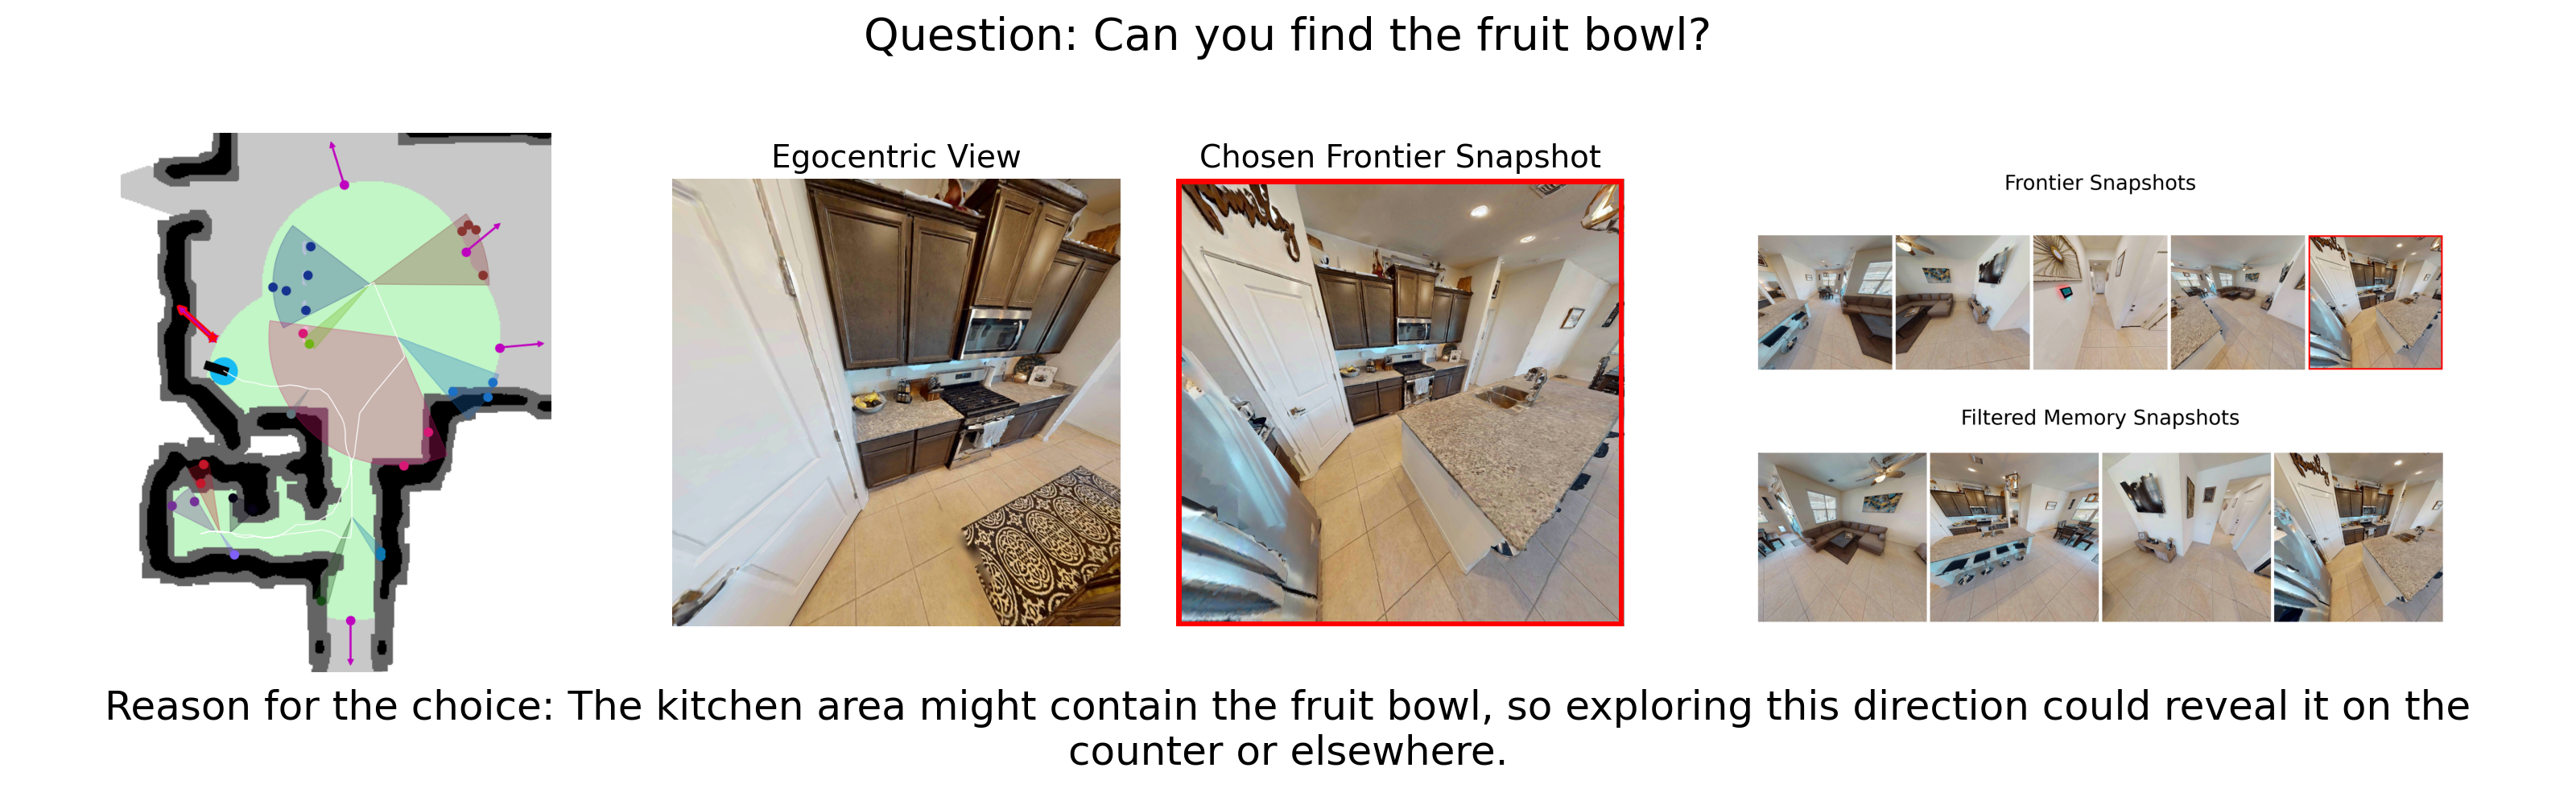 Question: Can you find the fruit bowl?
Egocentric View
Chosen Frontier Snapshot
Frontier Snapshots
Filtered Memory Snapshots
Reason for the choice: The kitchen area might contain the fruit bowl, so exploring this direction could reveal it on the
counter or elsewhere.